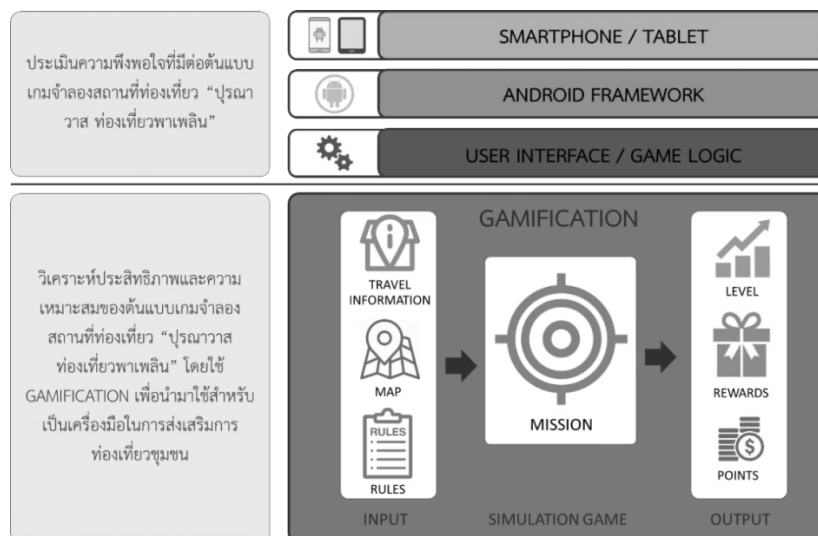 ประเมินความพึงพอใจที่มีต่อต้นแบบ
เกมจำลองสถานที่ท่องเที่ยว “ปุรณา
วาส ท่องเที่ยวพาเพลิน”
SMARTPHONE / TABLET
ANDROID FRAMEWORK
USER INTERFACE / GAME LOGIC
วิเคราะห์ประสิทธิภาพและความ
เหมาะสมของต้นแบบเกมจำลอง
สถานที่ท่องเที่ยว “ปุรณาวาส
ท่องเที่ยวพาเพลิน” โดยใช้
GAMIFICATION เพื่อนำมาใช้สำหรับ
เป็นเครื่องมือในการส่งเสริมการ
ท่องเที่ยวชุมชน
GAMIFICATION
TRAVEL
INFORMATION
MAP
RULES
RULES
INPUT
MISSION
SIMULATION GAME
LEVEL
REWARDS
POINTS
OUTPUT